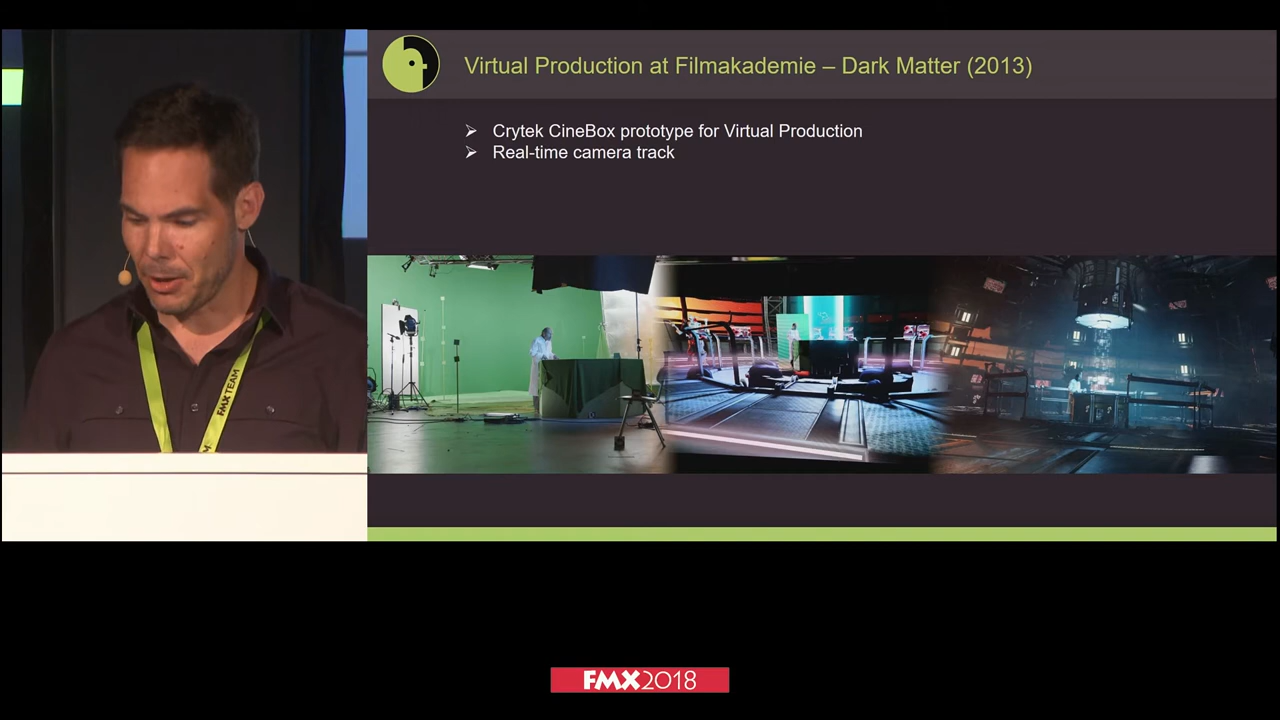 Virtual Production at Filmakademie – Dark Matter (2013)
➢ Crytek CineBox prototype for Virtual Production
➢ Real-time camera track
FMX TEAM
M
FMX2018